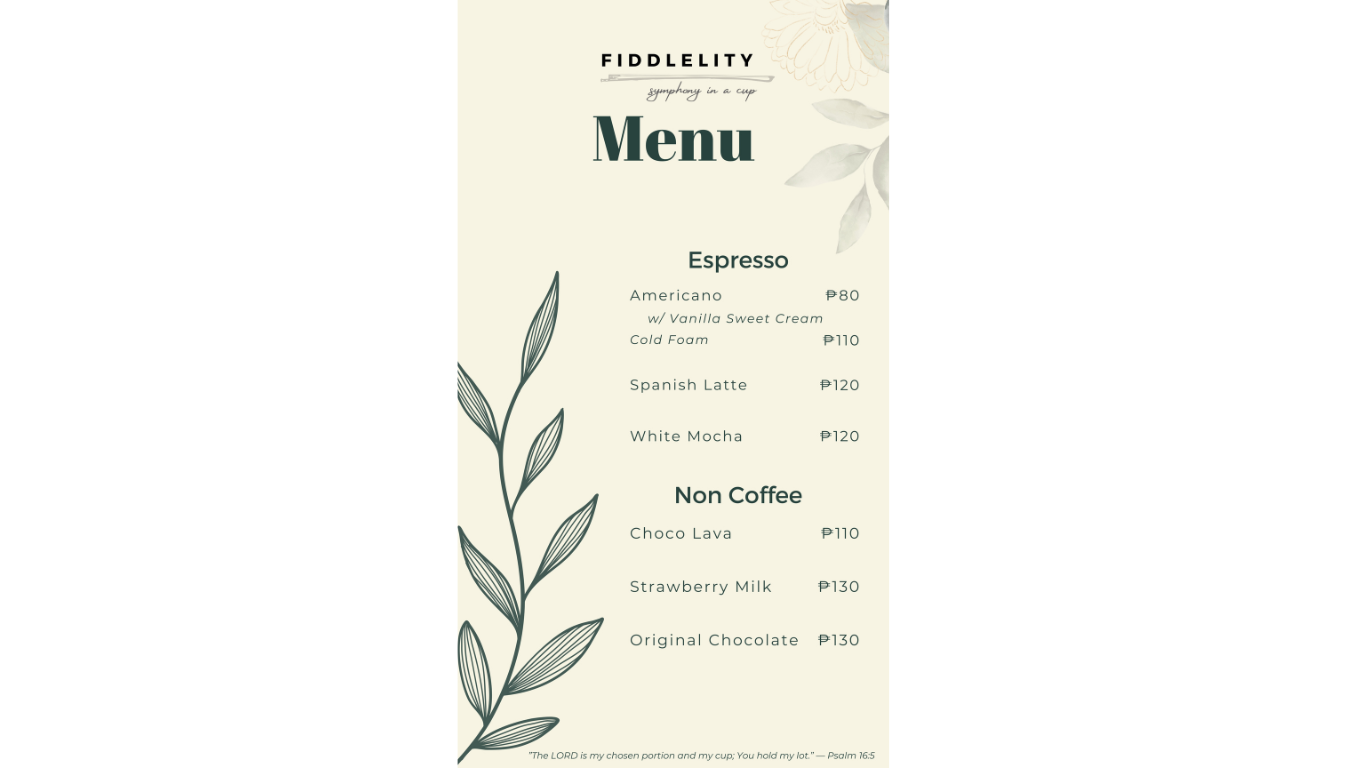 FIDDLELITY
symphony in a cup
Menu
Espresso
Americano ₱80
w/ Vanilla Sweet Cream
Cold Foam ₱110
Spanish Latte ₱120
White Mocha ₱120
Non Coffee
Choco Lava ₱110
Strawberry Milk ₱130
Original Chocolate ₱130
"The LORD is my chosen portion and my cup; You hold my lot." — Psalm 16:5